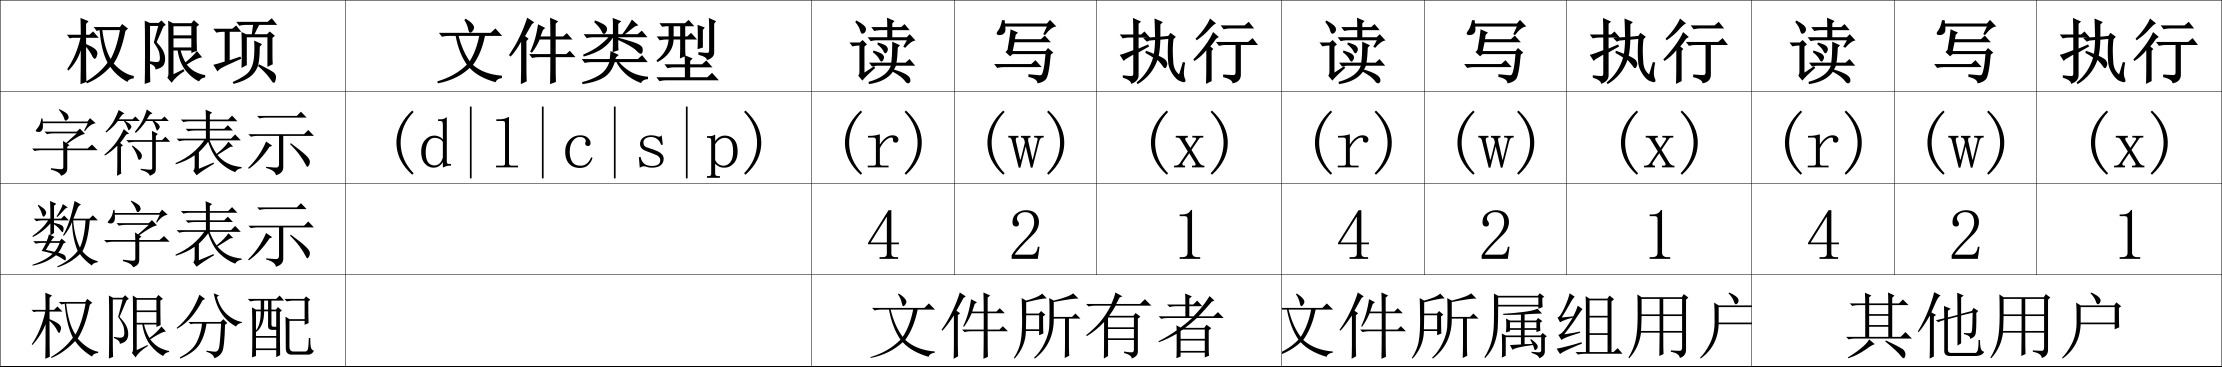 权限项 文件类型 读 写 执行 读 写 执行 读 写 执行
字符表示 (d|l|c|s|p) (r) (w) (x) (r) (w) (x) (r) (w) (x)
数字表示 4 2 1 4 2 1 4 2 1
权限分配 文件所有者 文件所属组用户 其他用户